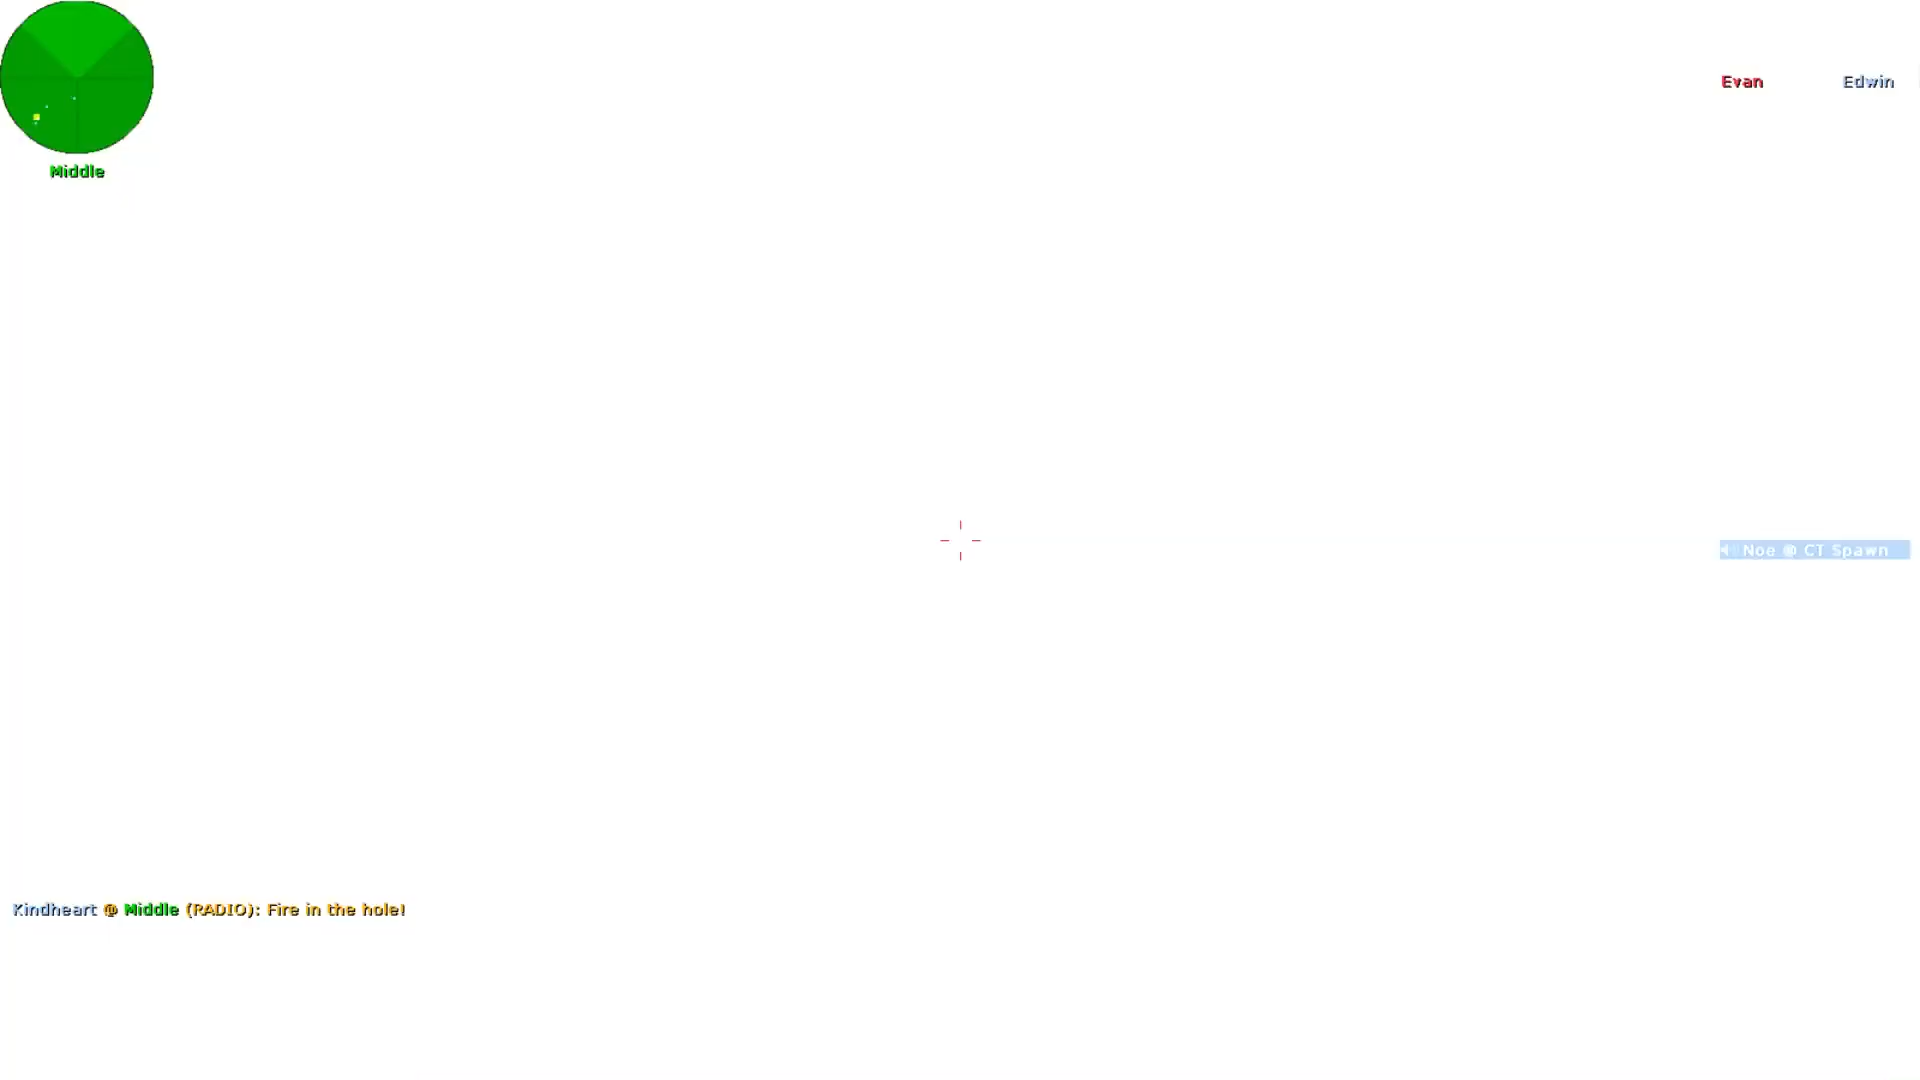 Evan Edwin
Middle
Noe @ CT Spawn
Kindheart @ Middle (RADIO): Fire in the hole!